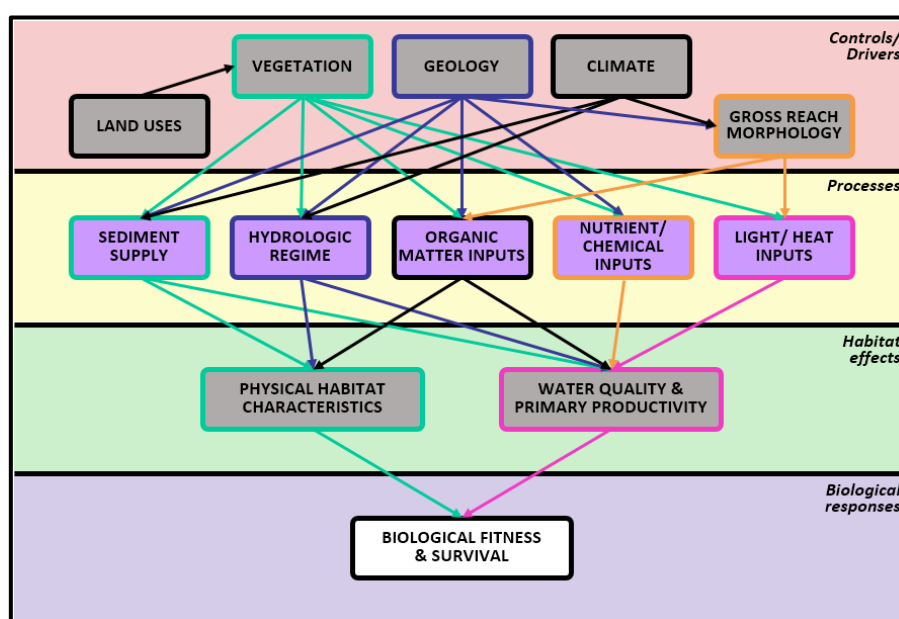 Controls/
Drivers
VEGETATION
GEOLOGY
CLIMATE
LAND USES
GROSS REACH
MORPHOLOGY
Processes
SEDIMENT
SUPPLY
HYDROLOGIC
REGIME
ORGANIC
MATTER INPUTS
NUTRIENT/
CHEMICAL
INPUTS
LIGHT/ HEAT
INPUTS
Habitat
effects
PHYSICAL HABITAT
CHARACTERISTICS
WATER QUALITY &
PRIMARY PRODUCTIVITY
Biological
responses
BIOLOGICAL FITNESS
& SURVIVAL